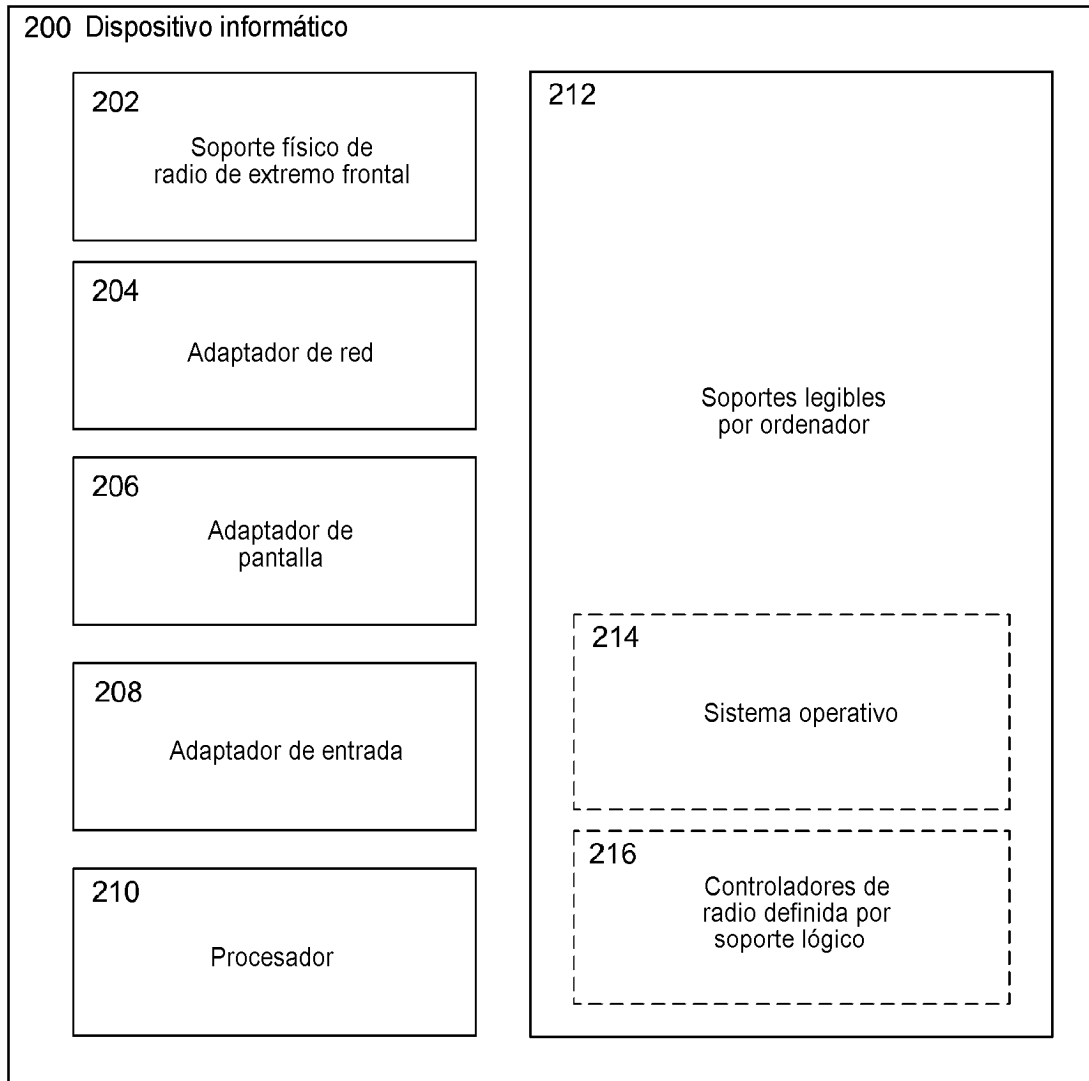 200 Dispositivo informático
202
Soporte físico de
radio de extremo frontal
204
Adaptador de red
206
Adaptador de
pantalla
208
Adaptador de entrada
210
Procesador
212
Soportes legibles
por ordenador
214
Sistema operativo
216
Controladores de
radio definida por
soporte lógico